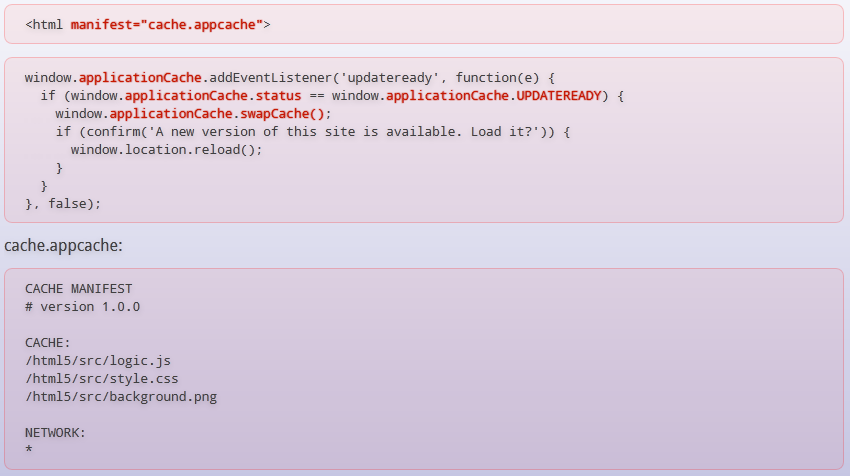 <html manifest="cache.appcache">
window.applicationCache.addEventListener('updateready', function(e) {
  if (window.applicationCache.status == window.applicationCache.UPDATEREADY) {
    window.applicationCache.swapCache();
    if (confirm('A new version of this site is available. Load it?')) {
      window.location.reload();
    }
  }
}, false);
cache.appcache:
CACHE MANIFEST
# version 1.0.0
CACHE:
/html5/src/logic.js
/html5/src/style.css
/html5/src/background.png
NETWORK:
*